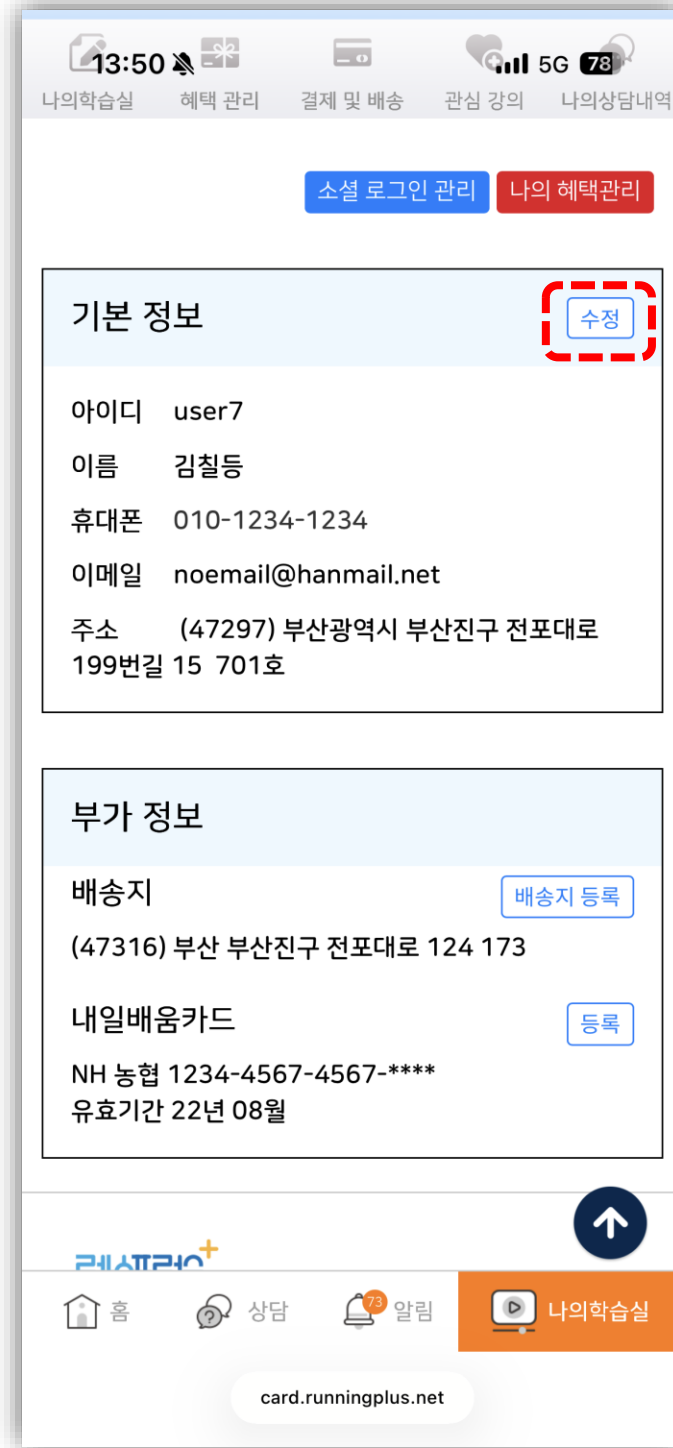 13:50 5G 78
나의학습실 혜택 관리 결제 및 배송 관심 강의 나의상담내역
소셜 로그인 관리 나의 혜택관리
기본 정보 수정
아이디 user7
이름 김칠등
휴대폰 010-1234-1234
이메일 noemail@hanmail.net
주소 (47297) 부산광역시 부산진구 전포대로
199번길 15 701호
부가 정보
배송지 배송지 등록
(47316) 부산 부산진구 전포대로 124 173
내일배움카드 등록
NH 농협 1234-4567-4567-****
유효기간 22년 08월
홈 상담 73 알림 나의학습실
card.runningplus.net